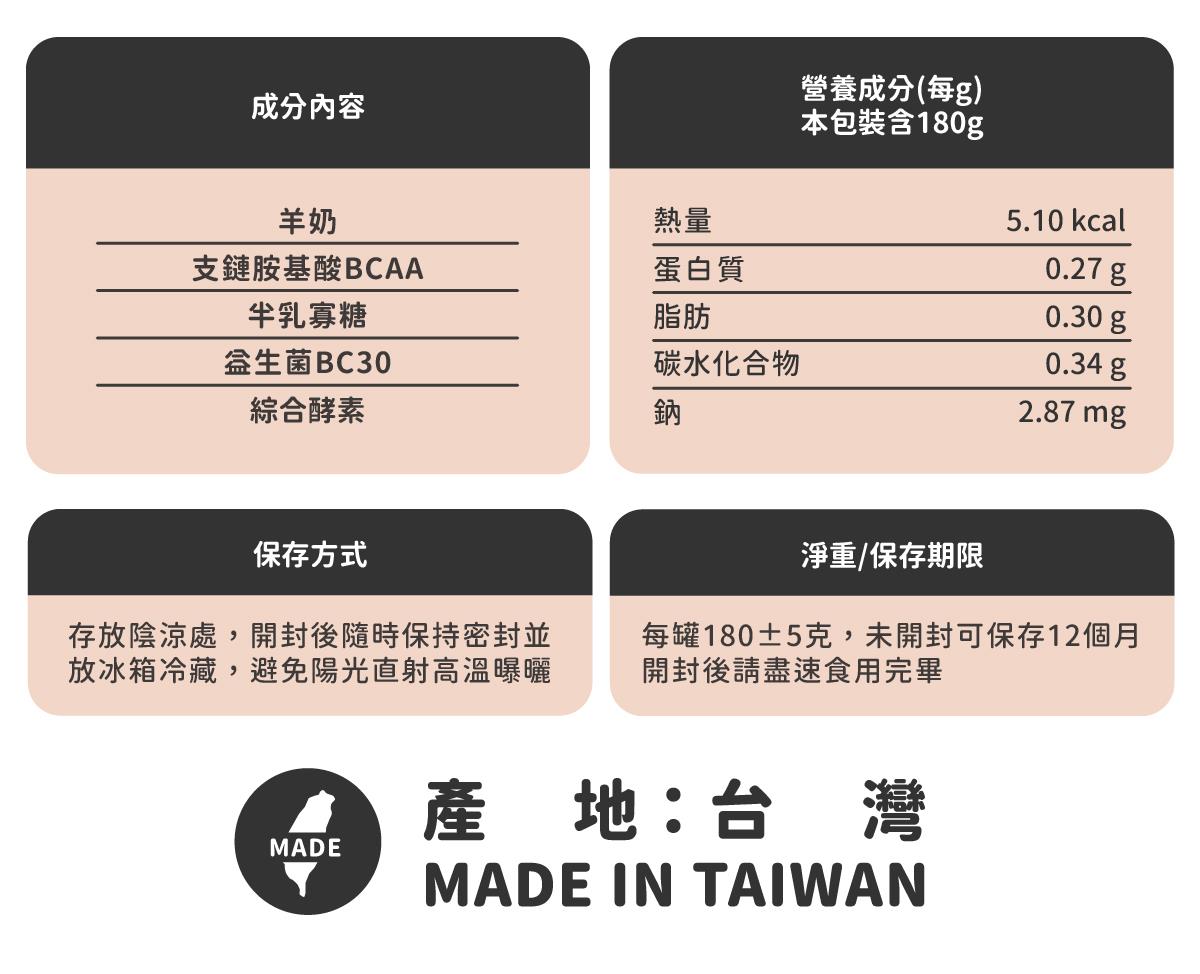 成分內容
羊奶
支鏈胺基酸BCAA
半乳寡糖
益生菌BC30
綜合酵素
營養成分(每g)
本包裝含180g
熱量 5.10 kcal
蛋白質 0.27 g
脂肪 0.30 g
碳水化合物 0.34 g
鈉 2.87 mg
保存方式
存放陰涼處，開封後隨時保持密封並
放冰箱冷藏，避免陽光直射高溫曝曬
淨重/保存期限
每罐180±5克，未開封可保存12個月
開封後請盡速食用完畢
MADE
產 地：台 灣
MADE IN TAIWAN